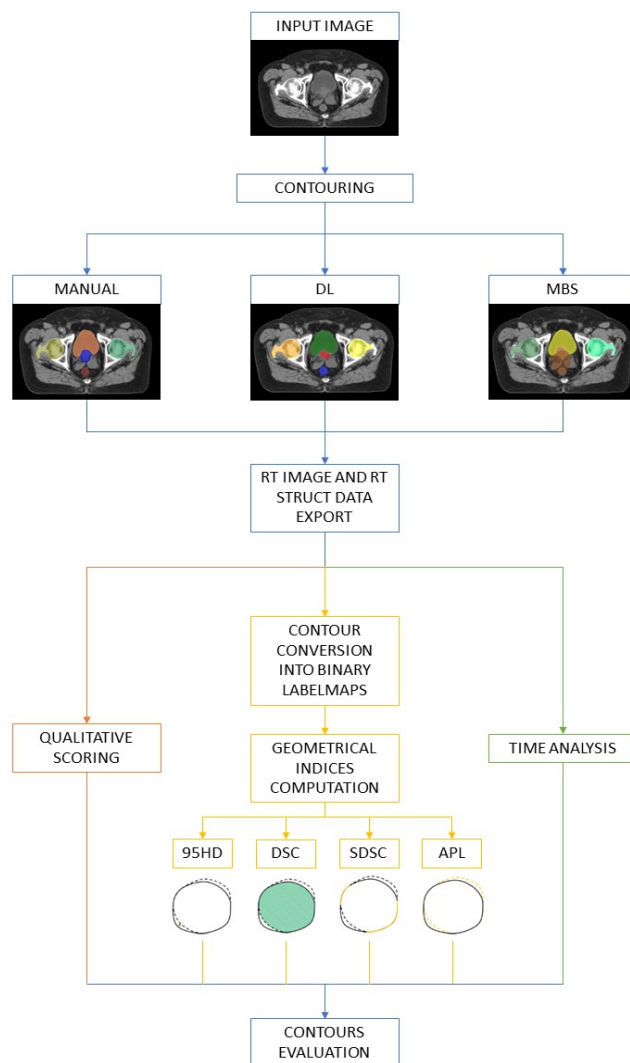 INPUT IMAGE
CONTOURING
MANUAL
DL
MBS
RT IMAGE AND RT
STRUCT DATA
EXPORT
CONTOUR
CONVERSION
INTO BINARY
LABELMAPS
QUALITATIVE
SCORING
GEOMETRICAL
INDICES
COMPUTATION
TIME ANALYSIS
95HD
DSC
SDSC
APL
CONTOURS
EVALUATION